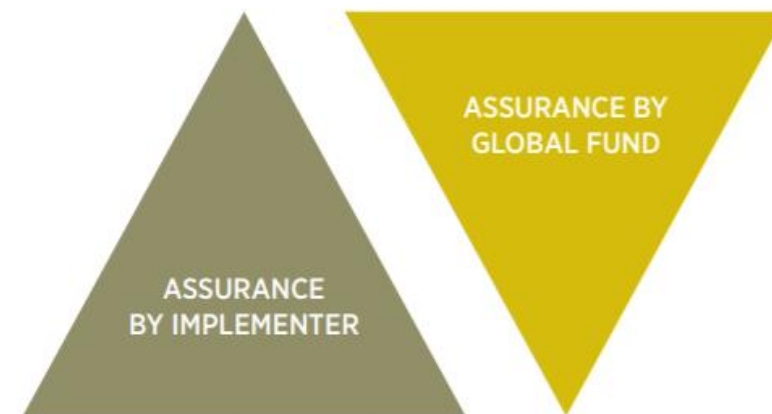 ASSURANCE BY
GLOBAL FUND
ASSURANCE
BY IMPLEMENTER